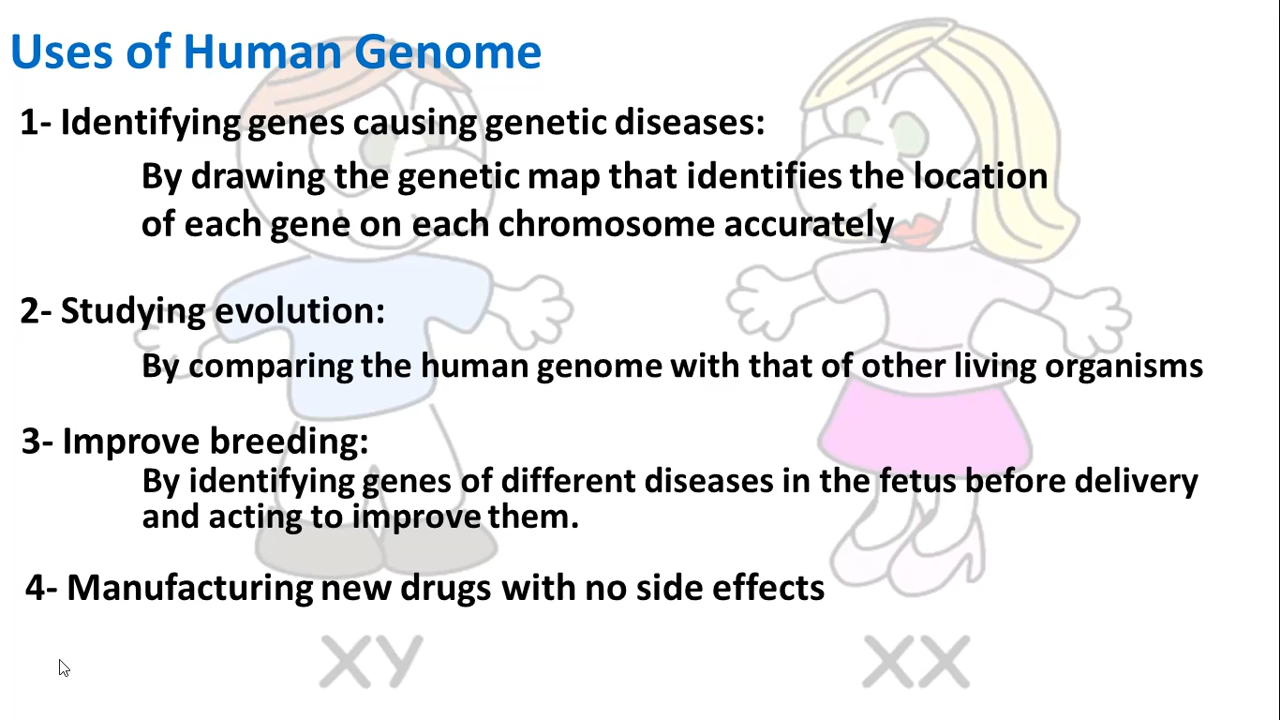 Uses of Human Genome
1- Identifying genes causing genetic diseases:
By drawing the genetic map that identifies the location
of each gene on each chromosome accurately
2- Studying evolution:
By comparing the human genome with that of other living organisms
3- Improve breeding:
By identifying genes of different diseases in the fetus before delivery
and acting to improve them.
4- Manufacturing new drugs with no side effects
XY
XX